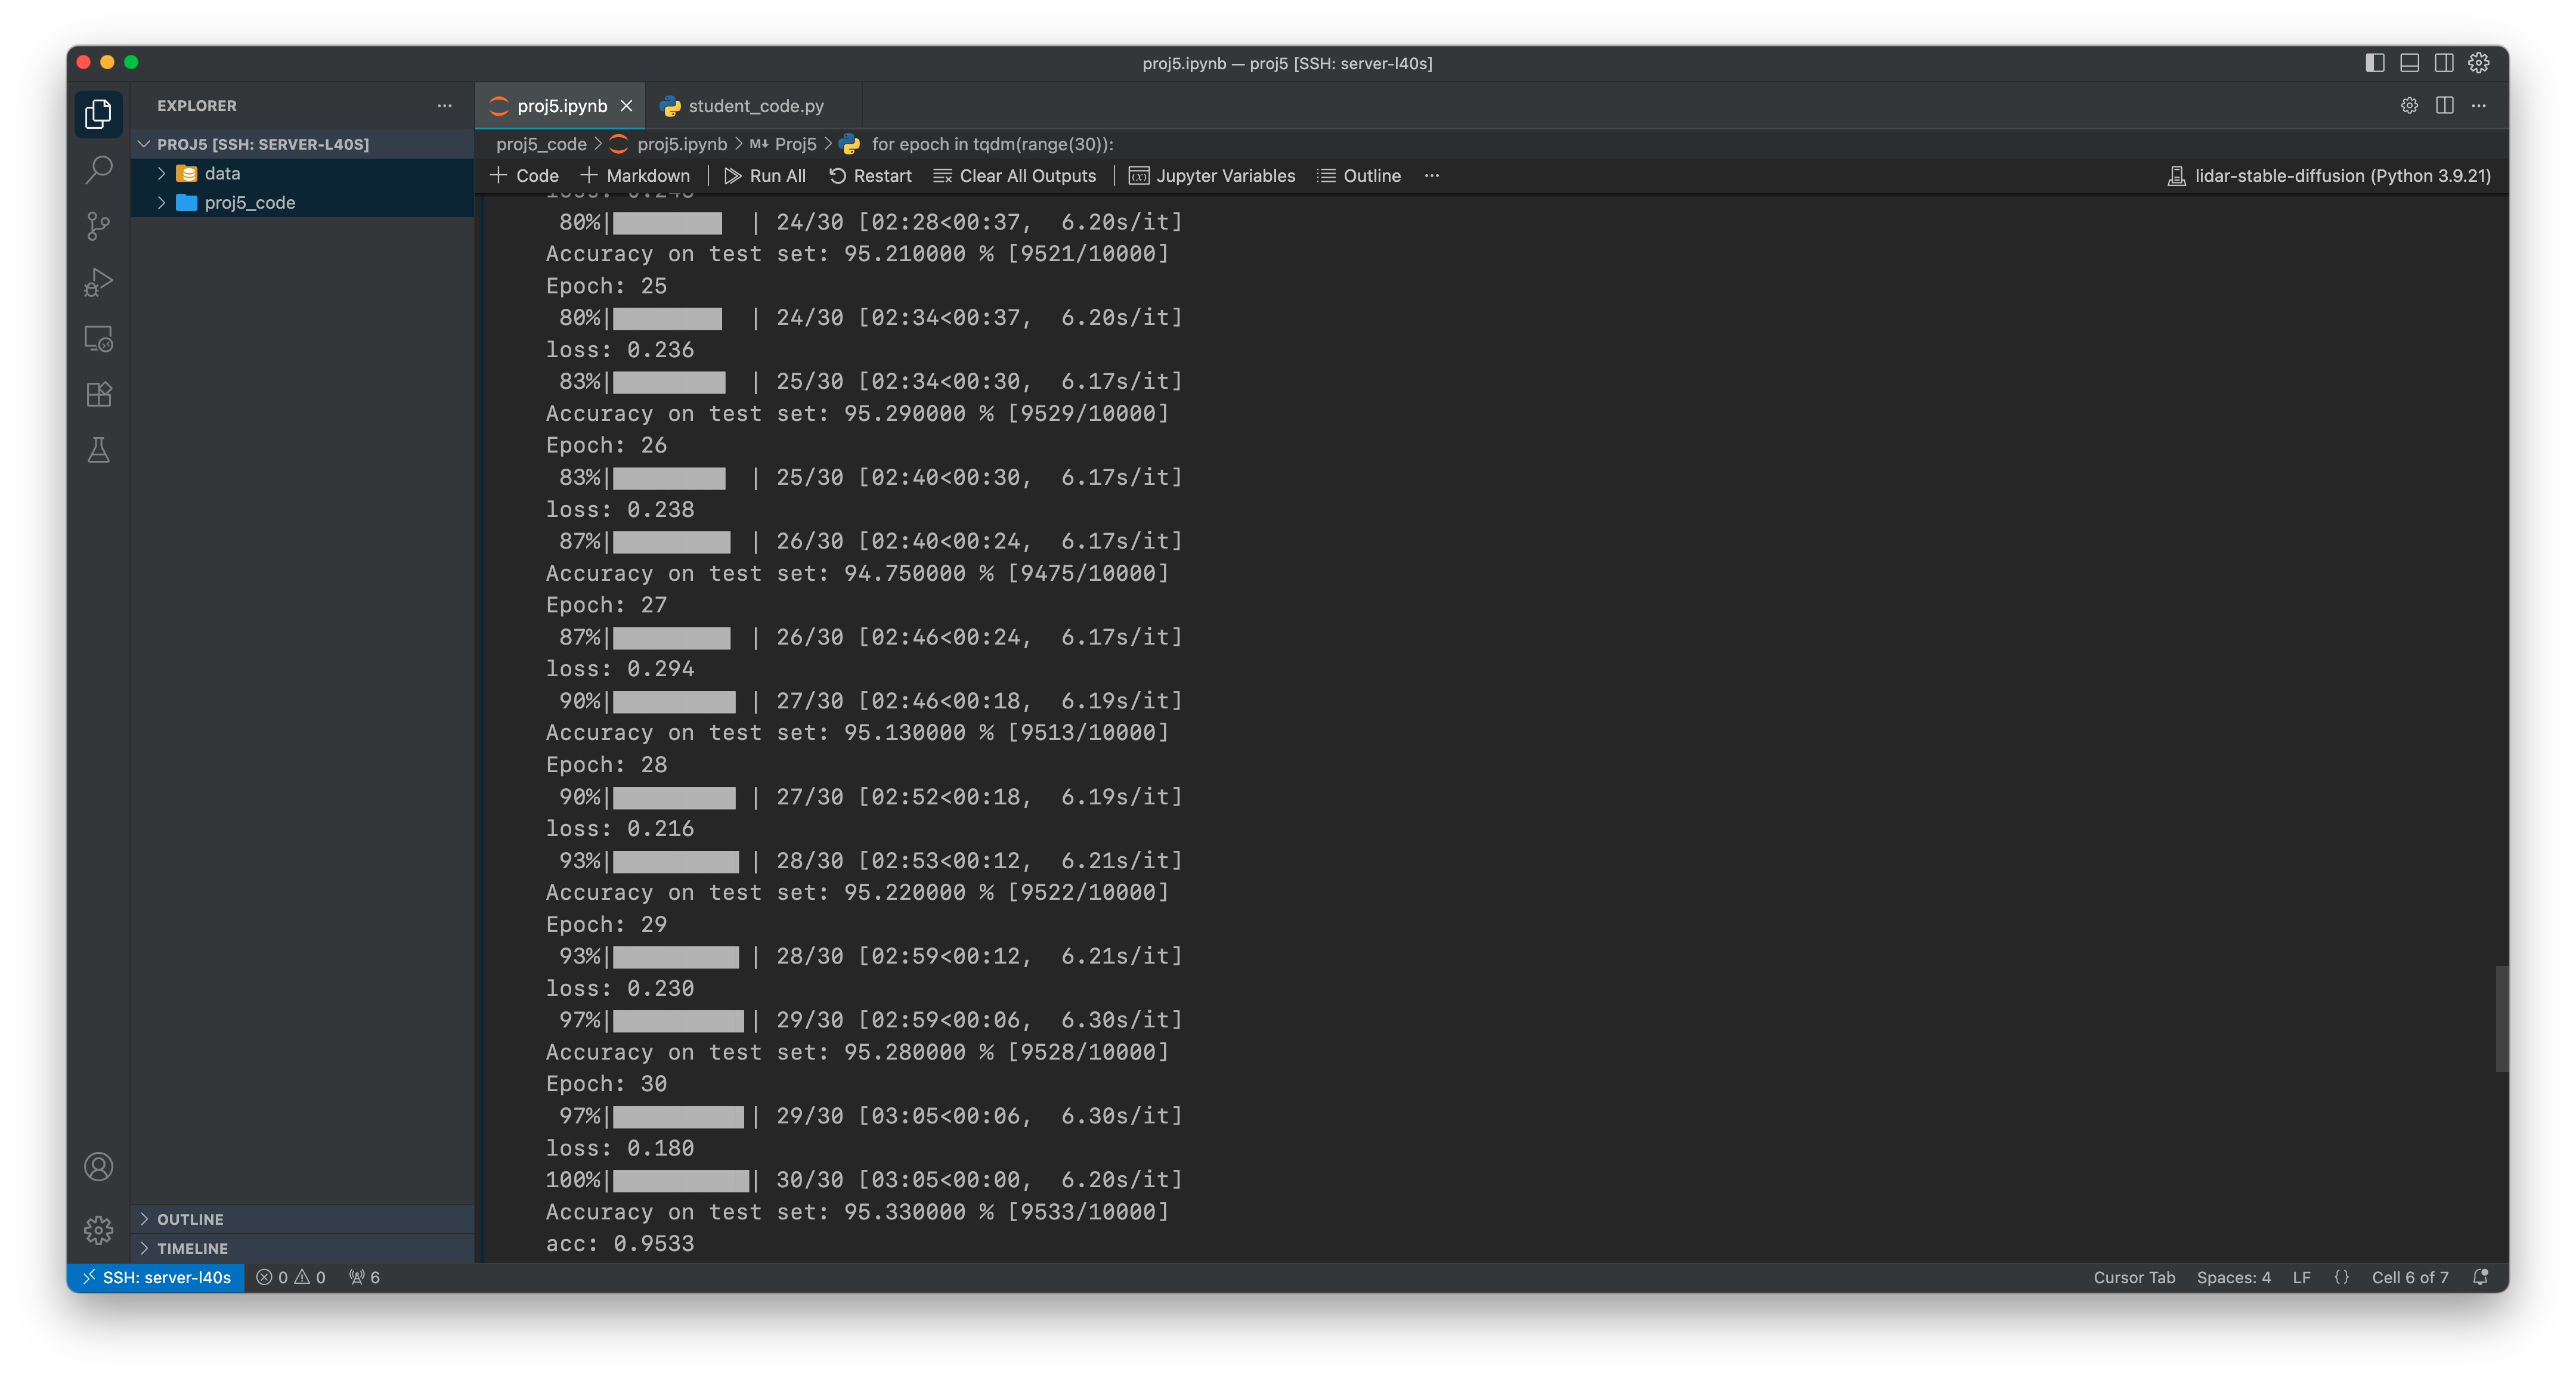 proj5.ipynb — proj5 [SSH: server-l40s]
EXPLORER
PROJ5 [SSH: SERVER-L40S]
data
proj5_code
OUTLINE
TIMELINE
proj5.ipynb student_code.py
proj5_code > proj5.ipynb > M↓ Proj5 > for epoch in tqdm(range(30)):
+ Code + Markdown | Run All Restart Clear All Outputs | Jupyter Variables Outline ··· lidar-stable-diffusion (Python 3.9.21)
80%| | 24/30 [02:28<00:37, 6.20s/it]
Accuracy on test set: 95.210000 % [9521/10000]
Epoch: 25
80%| | 24/30 [02:34<00:37, 6.20s/it]
loss: 0.236
83%| | 25/30 [02:34<00:30, 6.17s/it]
Accuracy on test set: 95.290000 % [9529/10000]
Epoch: 26
83%| | 25/30 [02:40<00:30, 6.17s/it]
loss: 0.238
87%| | 26/30 [02:40<00:24, 6.17s/it]
Accuracy on test set: 94.750000 % [9475/10000]
Epoch: 27
87%| | 26/30 [02:46<00:24, 6.17s/it]
loss: 0.294
90%| | 27/30 [02:46<00:18, 6.19s/it]
Accuracy on test set: 95.130000 % [9513/10000]
Epoch: 28
90%| | 27/30 [02:52<00:18, 6.19s/it]
loss: 0.216
93%| | 28/30 [02:53<00:12, 6.21s/it]
Accuracy on test set: 95.220000 % [9522/10000]
Epoch: 29
93%| | 28/30 [02:59<00:12, 6.21s/it]
loss: 0.230
97%| | 29/30 [02:59<00:06, 6.30s/it]
Accuracy on test set: 95.280000 % [9528/10000]
Epoch: 30
97%| | 29/30 [03:05<00:06, 6.30s/it]
loss: 0.180
100%| | 30/30 [03:05<00:00, 6.20s/it]
Accuracy on test set: 95.330000 % [9533/10000]
acc: 0.9533
SSH: server-l40s 0 0 6 Cursor Tab Spaces: 4 LF {} Cell 6 of 7